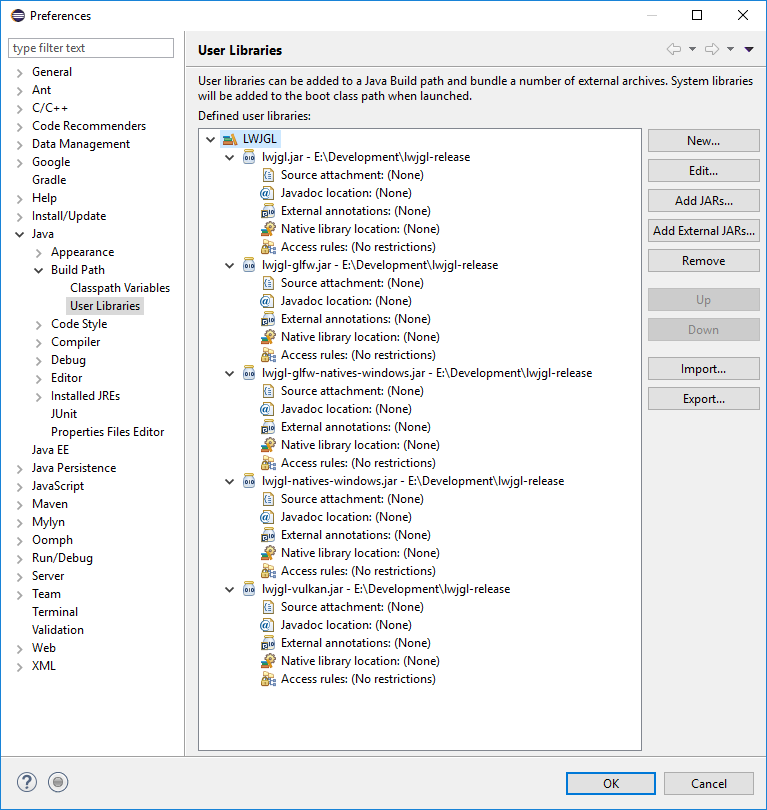 Preferences
type filter text
General
Ant
C/C++
Code Recommenders
Data Management
Google
Gradle
Help
Install/Update
Java
Appearance
Build Path
Classpath Variables
User Libraries
Code Style
Compiler
Debug
Editor
Installed JREs
JUnit
Properties Files Editor
Java EE
Java Persistence
JavaScript
Maven
Mylyn
Oomph
Run/Debug
Server
Team
Terminal
Validation
Web
XML
User Libraries
User libraries can be added to a Java Build path and bundle a number of external archives. System libraries
will be added to the boot class path when launched.
Defined user libraries:
LWJGL
lwjgl.jar - E:\Development\lwjgl-release
Source attachment: (None)
Javadoc location: (None)
External annotations: (None)
Native library location: (None)
Access rules: (No restrictions)
lwjgl-glfw.jar - E:\Development\lwjgl-release
Source attachment: (None)
Javadoc location: (None)
External annotations: (None)
Native library location: (None)
Access rules: (No restrictions)
lwjgl-glfw-natives-windows.jar - E:\Development\lwjgl-release
Source attachment: (None)
Javadoc location: (None)
External annotations: (None)
Native library location: (None)
Access rules: (No restrictions)
lwjgl-natives-windows.jar - E:\Development\lwjgl-release
Source attachment: (None)
Javadoc location: (None)
External annotations: (None)
Native library location: (None)
Access rules: (No restrictions)
lwjgl-vulkan.jar - E:\Development\lwjgl-release
Source attachment: (None)
Javadoc location: (None)
External annotations: (None)
Native library location: (None)
Access rules: (No restrictions)
New...
Edit...
Add JARs...
Add External JARs...
Remove
Up
Down
Import...
Export...
?
OK
Cancel